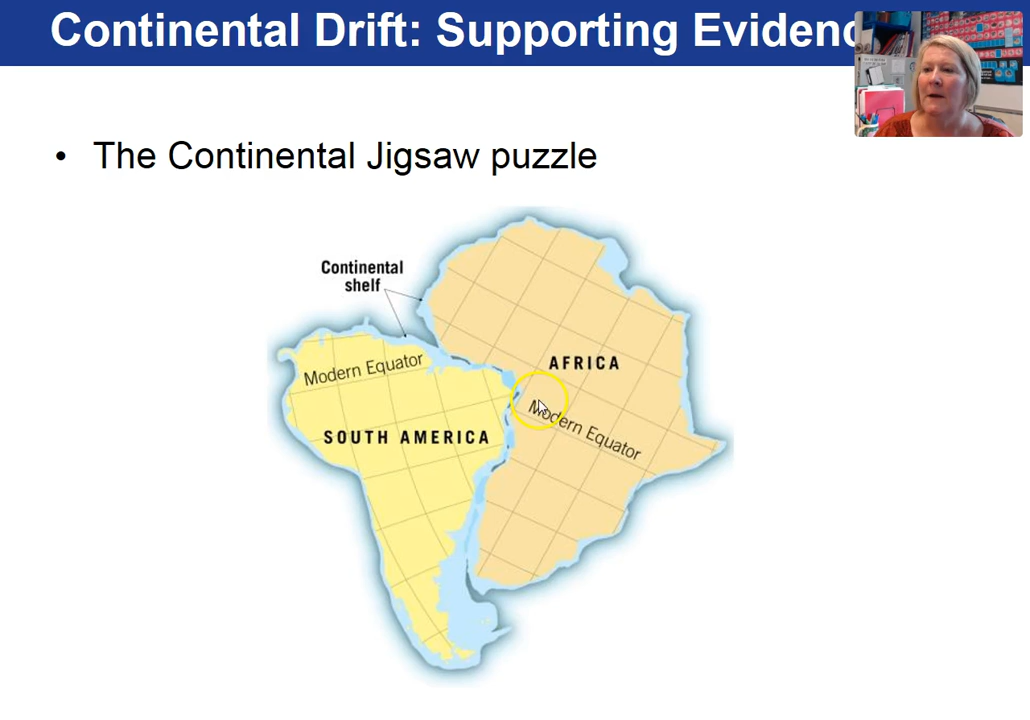 Continental Drift: Supporting Evidenc
• The Continental Jigsaw puzzle
Continental
shelf
AFRICA
Modern Equator
Modern Equator
SOUTH AMERICA